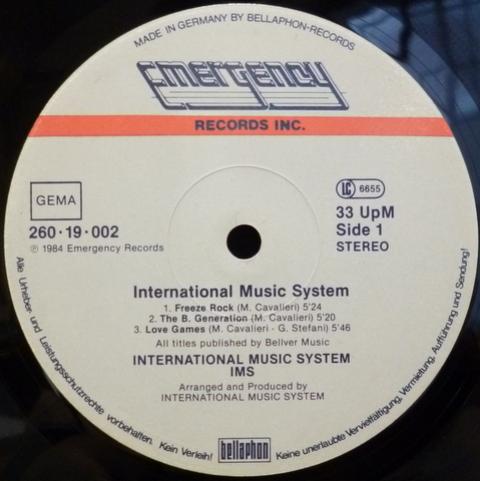 MADE IN GERMANY BY BELLAPHON-RECORDS
EMERGENCY
RECORDS INC.
GEMA
LC 6655
260·19·002
33 UpM
℗ 1984 Emergency Records
Side 1
STEREO
International Music System
1. Freeze Rock (M. Cavalieri) 5'24
2. The B. Generation (M. Cavalieri) 5'20
3. Love Games (M. Cavalieri - G. Stefani) 5'46
All titles published by Bellver Music
INTERNATIONAL MUSIC SYSTEM
IMS
Arranged and Produced by
INTERNATIONAL MUSIC SYSTEM
Alle Urheber- und Leistungsschutzrechte vorbehalten. Kein Verleih! Keine unerlaubte Vervielfältigung, Vermietung, Aufführung und Sendung!
bellaphon